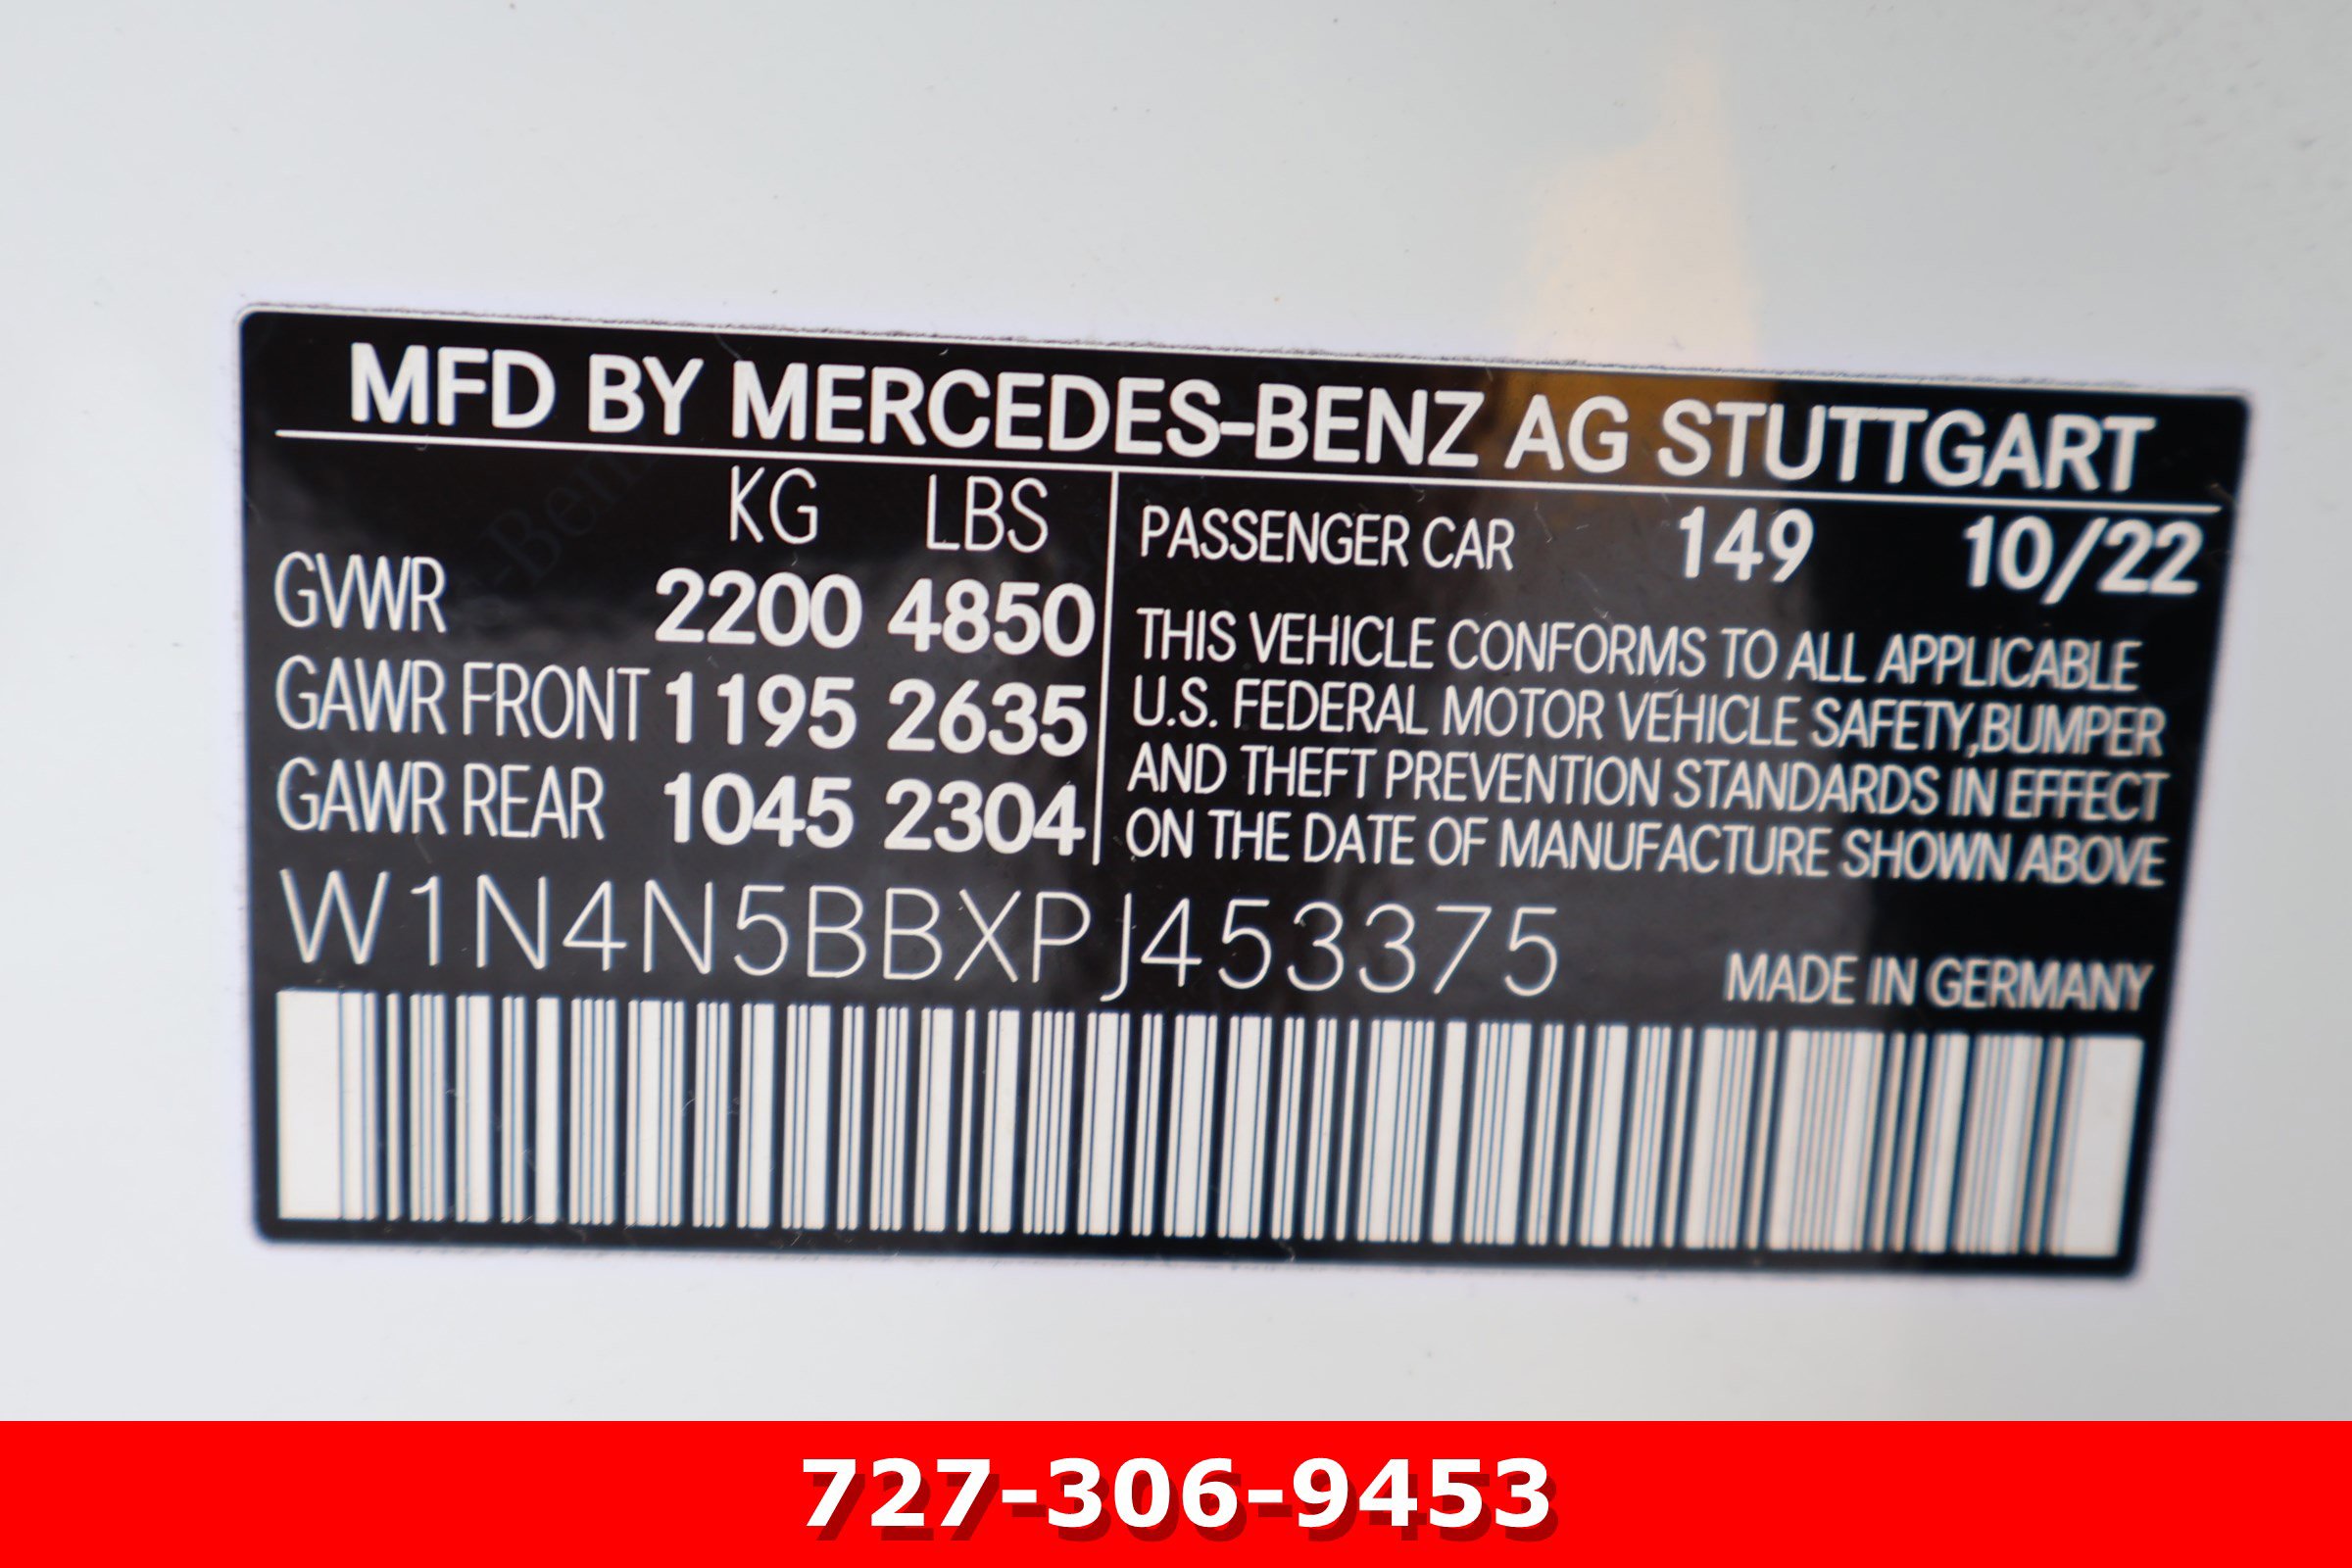 MFD BY MERCEDES-BENZ AG STUTTGART
KG LBS
GVWR 2200 4850
GAWR FRONT 1195 2635
GAWR REAR 1045 2304
PASSENGER CAR 149 10/22
THIS VEHICLE CONFORMS TO ALL APPLICABLE
U.S. FEDERAL MOTOR VEHICLE SAFETY,BUMPER
AND THEFT PREVENTION STANDARDS IN EFFECT
ON THE DATE OF MANUFACTURE SHOWN ABOVE
W1N4N5BBXPJ453375
MADE IN GERMANY
727-306-9453